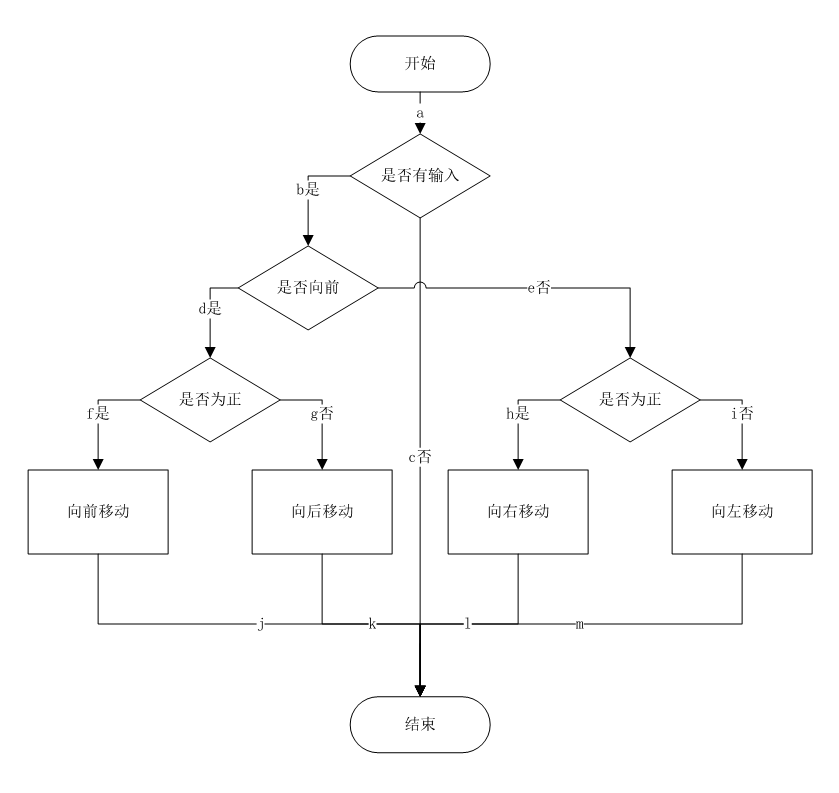 开始
a
是否有输入
b是
是否向前
e否
d是
是否为正
是否为正
f是
g否
h是
i否
c否
向前移动
向后移动
向右移动
向左移动
j
k
l
m
结束